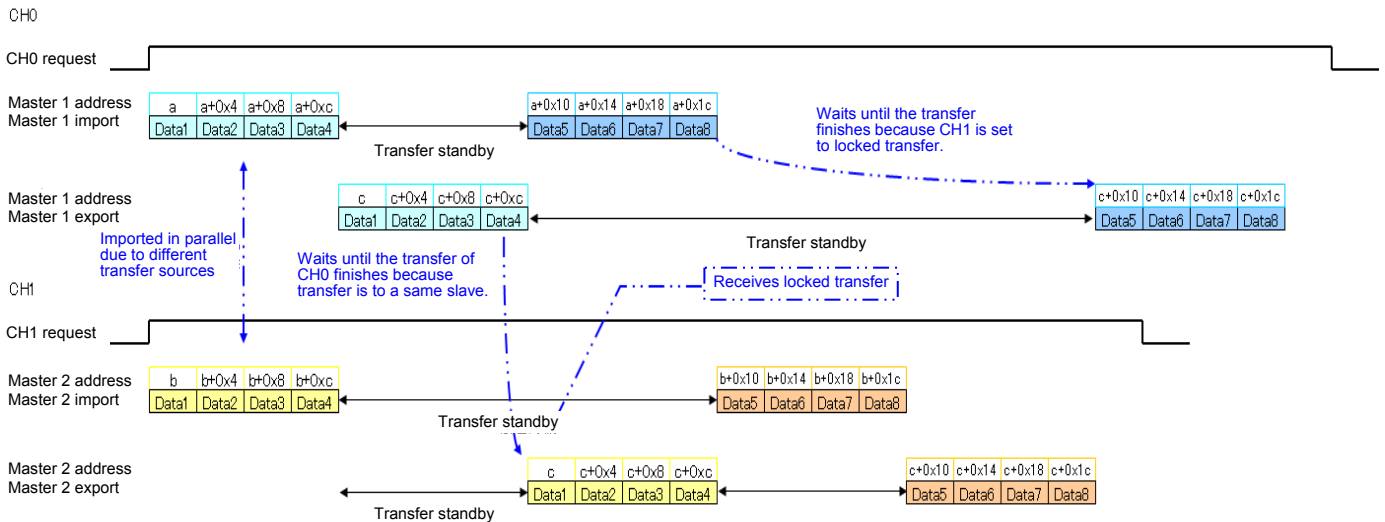 CH0
CH0 request
Master 1 address
Master 1 import
a a+0x4 a+0x8 a+0xc
Data1 Data2 Data3 Data4
Transfer standby
a+0x10 a+0x14 a+0x18 a+0x1c
Data5 Data6 Data7 Data8
Waits until the transfer
finishes because CH1 is set
to locked transfer.
Master 1 address
Master 1 export
c c+0x4 c+0x8 c+0xc
Data1 Data2 Data3 Data4
Transfer standby
c+0x10 c+0x14 c+0x18 c+0x1c
Data5 Data6 Data7 Data8
Imported in parallel
due to different
transfer sources
Waits until the transfer of
CH0 finishes because
transfer is to a same slave.
Receives locked transfer
CH1
CH1 request
Master 2 address
Master 2 import
b b+0x4 b+0x8 b+0xc
Data1 Data2 Data3 Data4
Transfer standby
b+0x10 b+0x14 b+0x18 b+0x1c
Data5 Data6 Data7 Data8
Master 2 address
Master 2 export
Transfer standby
c c+0x4 c+0x8 c+0xc
Data1 Data2 Data3 Data4
c+0x10 c+0x14 c+0x18 c+0x1c
Data5 Data6 Data7 Data8